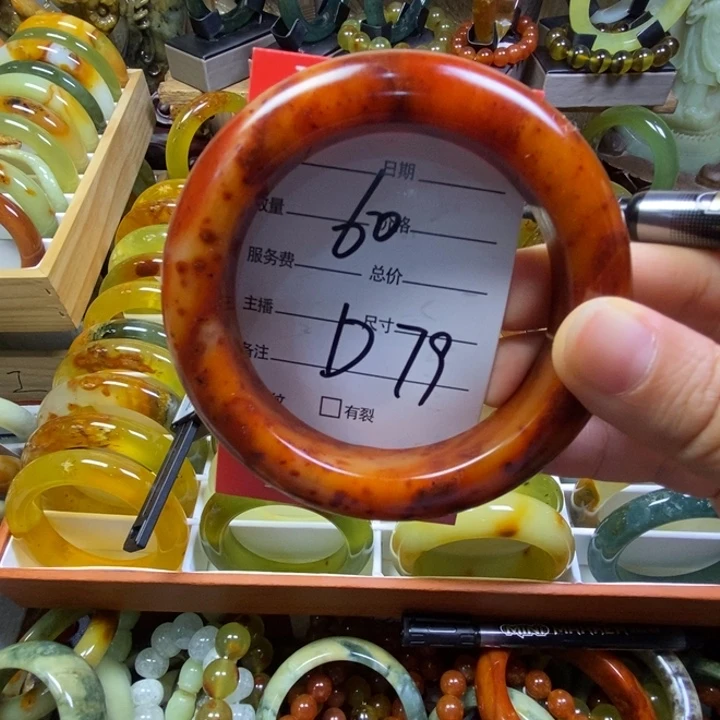 日期
数量 60 价格
服务费 总价
主播 尺寸
D 79
备注
有裂